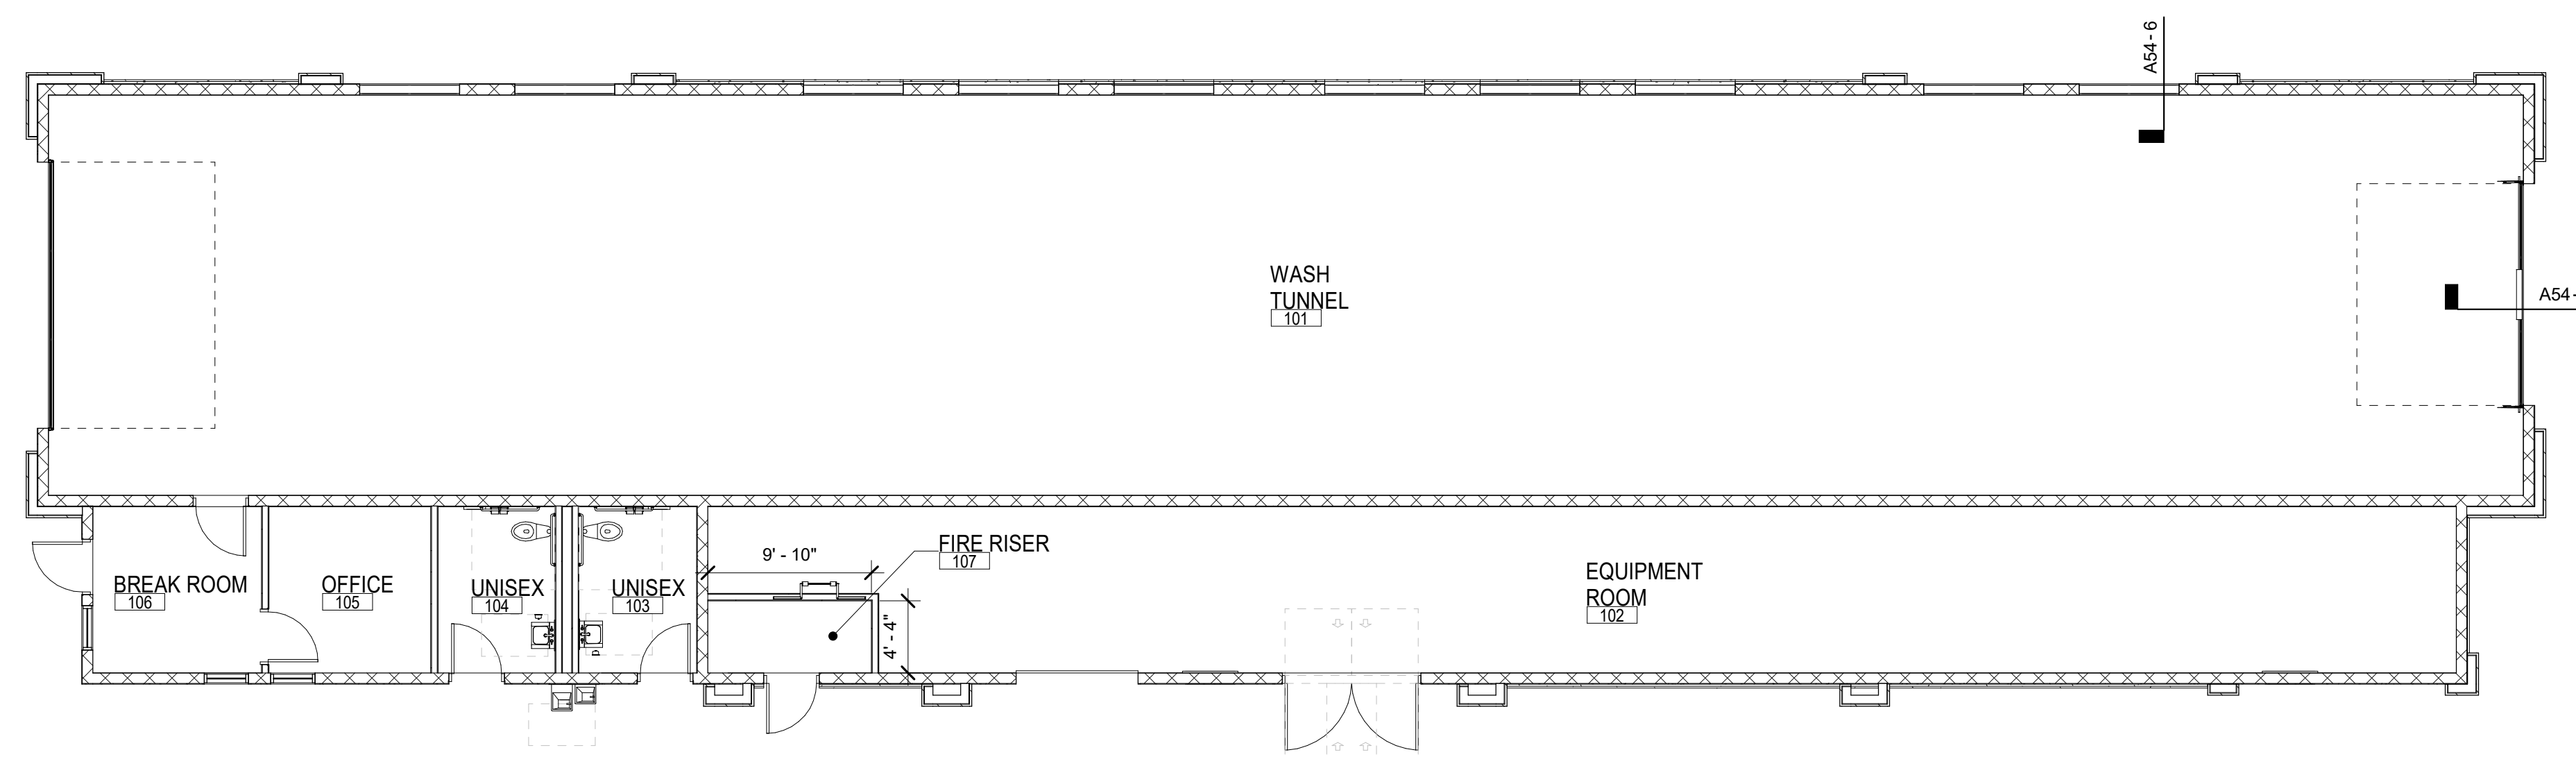 A54 - 6
WASH
TUNNEL
101
A54 -
FIRE RISER
107
9' - 10"
4' - 4"
BREAK ROOM
106
OFFICE
105
UNISEX
104
UNISEX
103
EQUIPMENT
ROOM
102